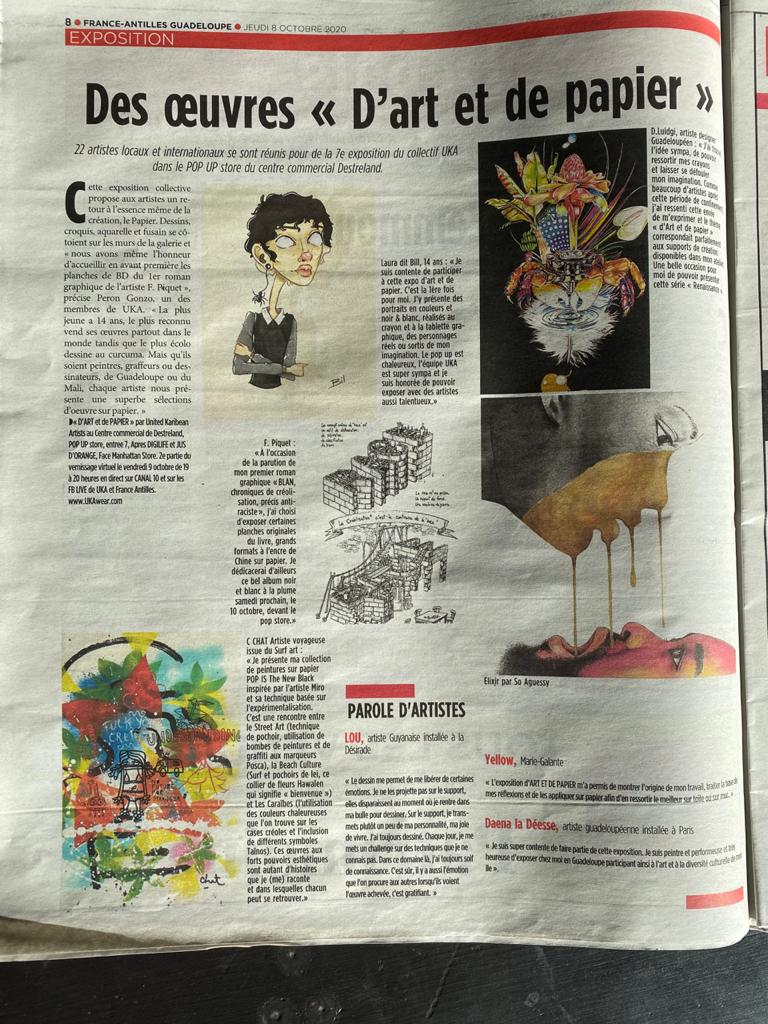 8 ● FRANCE-ANTILLES GUADELOUPE ● JEUDI 8 OCTOBRE 2020
EXPOSITION
Des œuvres « D'art et de papier »
22 artistes locaux et internationaux se sont réunis pour de la 7e exposition du collectif UKA
dans le POP UP store du centre commercial Destreland.
Cette exposition collective
propose aux artistes un re-
tour à l'essence même de la
création, le Papier. Dessins,
croquis, aquarelle et fusain se cô-
toient sur les murs de la galerie et
« nous avons même l'honneur
d'accueillir en avant première les
planches de BD du 1er roman
graphique de l'artiste F. Piquet »,
précise Peron Gonzo, un des
membres de UKA. « La plus
jeune a 14 ans, le plus reconnu
vend ses œuvres partout dans le
monde tandis que le plus écolo
dessine au curcuma. Mais qu'ils
soient peintres, graffeurs ou des-
sinateurs, de Guadeloupe ou du
Mali, chaque artiste nous pré-
sente une superbe sélections
d'oeuvre sur papier. »
« D'ART et de PAPIER » par United Karibean
Artists au Centre commercial de Destreland,
POP UP store, entree 7, Apres DIGILIFE et JUS
D'ORANGE, Face Manhattan Store. 2e partie du
vernissage virtuel le vendredi 9 octobre de 19
à 20 heures en direct sur CANAL 10 et sur les
FB LIVE de UKA et France Antilles.
www.UKAwear.com
Bil
Laura dit Bill, 14 ans : « Je
suis contente de participer
à cette expo d'art et de
papier. C'est la 1ère fois
pour moi. J'y présente des
portraits en couleurs et
noir & blanc, réalisés au
crayon et à la tablette gra-
phique, des personnages
réels ou sortis de mon
imagination. Le pop up est
chaleureux, l'équipe UKA
est super sympa et je
suis honorée de pouvoir
exposer avec des artistes
aussi talentueux.»
D.Luidgi, artiste designer
Guadeloupéen : « J'ai
l'idée sympa, de pouvoir
ressortir mes crayons
et laisser se défouler
mon imagination. Comme
beaucoup d'artistes après
cette période de
j'ai ressenti cette envie
de m'exprimer et le thème
« d'Art et de papier »
correspondait parfaitement
aux supports de création
disponibles dans mon
Une belle occasion pour
moi de pouvoir présenter
cette série « Renaissance
F. Piquet :
« À l'occasion
de la parution de
mon premier roman
graphique «BLAN,
chroniques de créoli-
sation, précis anti-
raciste», j'ai choisi
d'exposer certaines
planches originales
du livre, grands
formats à l'encre de
Chine sur papier. Je
dédicacerai d'ailleurs
ce bel album noir
et blanc à la plume
samedi prochain, le
10 octobre, devant le
pop store.»
La Créolisation c'est le contraire de la race
Elixir par So Aguessy
chat
C CHAT Artiste voyageuse
issue du Surf art :
« Je présente ma collection
de peintures sur papier
POP IS The New Black
inspirée par l'artiste Miro
et sa technique basée sur
l'expérimentalisation.
C'est une rencontre entre
le Street Art (technique
de pochoir, utilisation de
bombes de peintures et de
graffiti aux marqueurs
Posca), la Beach Culture
(Surf et pochoirs de lei, ce
collier de fleurs Hawaïen
qui signifie « bienvenue »)
et Les Caraïbes (l'utilisation
des couleurs chaleureuses
que l'on trouve sur les
cases créoles et l'inclusion
de différents symboles
Taïnos). Ces œuvres aux
forts pouvoirs esthétiques
sont autant d'histoires
que je (me) raconte
et dans lesquelles chacun
peut se retrouver.»
PAROLE D'ARTISTES
LOU, artiste Guyanaise installée à la
Désirade
« Le dessin me permet de me libérer de certaines
émotions. Je ne les projette pas sur le support,
elles disparaissent au moment où je rentre dans
ma bulle pour dessiner. Sur le support, je trans-
mets plutôt un peu de ma personnalité, ma joie
de vivre. J'ai toujours dessiné. Chaque jour, je me
mets un challenge sur des techniques que je ne
connais pas. Dans ce domaine là, j'ai toujours soif
de connaissance. C'est sûr, il y a aussi l'émotion
que l'on procure aux autres lorsqu'ils voient
l'œuvre achevée, c'est gratifiant. »
Yellow, Marie-Galante
« L'exposition d'ART ET DE PAPIER m'a permis de montrer l'origine de mon travail, traiter la base de
mes réflexions et de les appliquer sur papier afin d'en ressortir le meilleur sur toile ou sur mur. »
Daena la Déesse, artiste guadeloupéenne installée à Paris
« Je suis super contente de faire partie de cette exposition. Je suis peintre et performeuse et très
heureuse d'exposer chez moi en Guadeloupe participant ainsi à l'art et à la diversité culturelle de
île ».